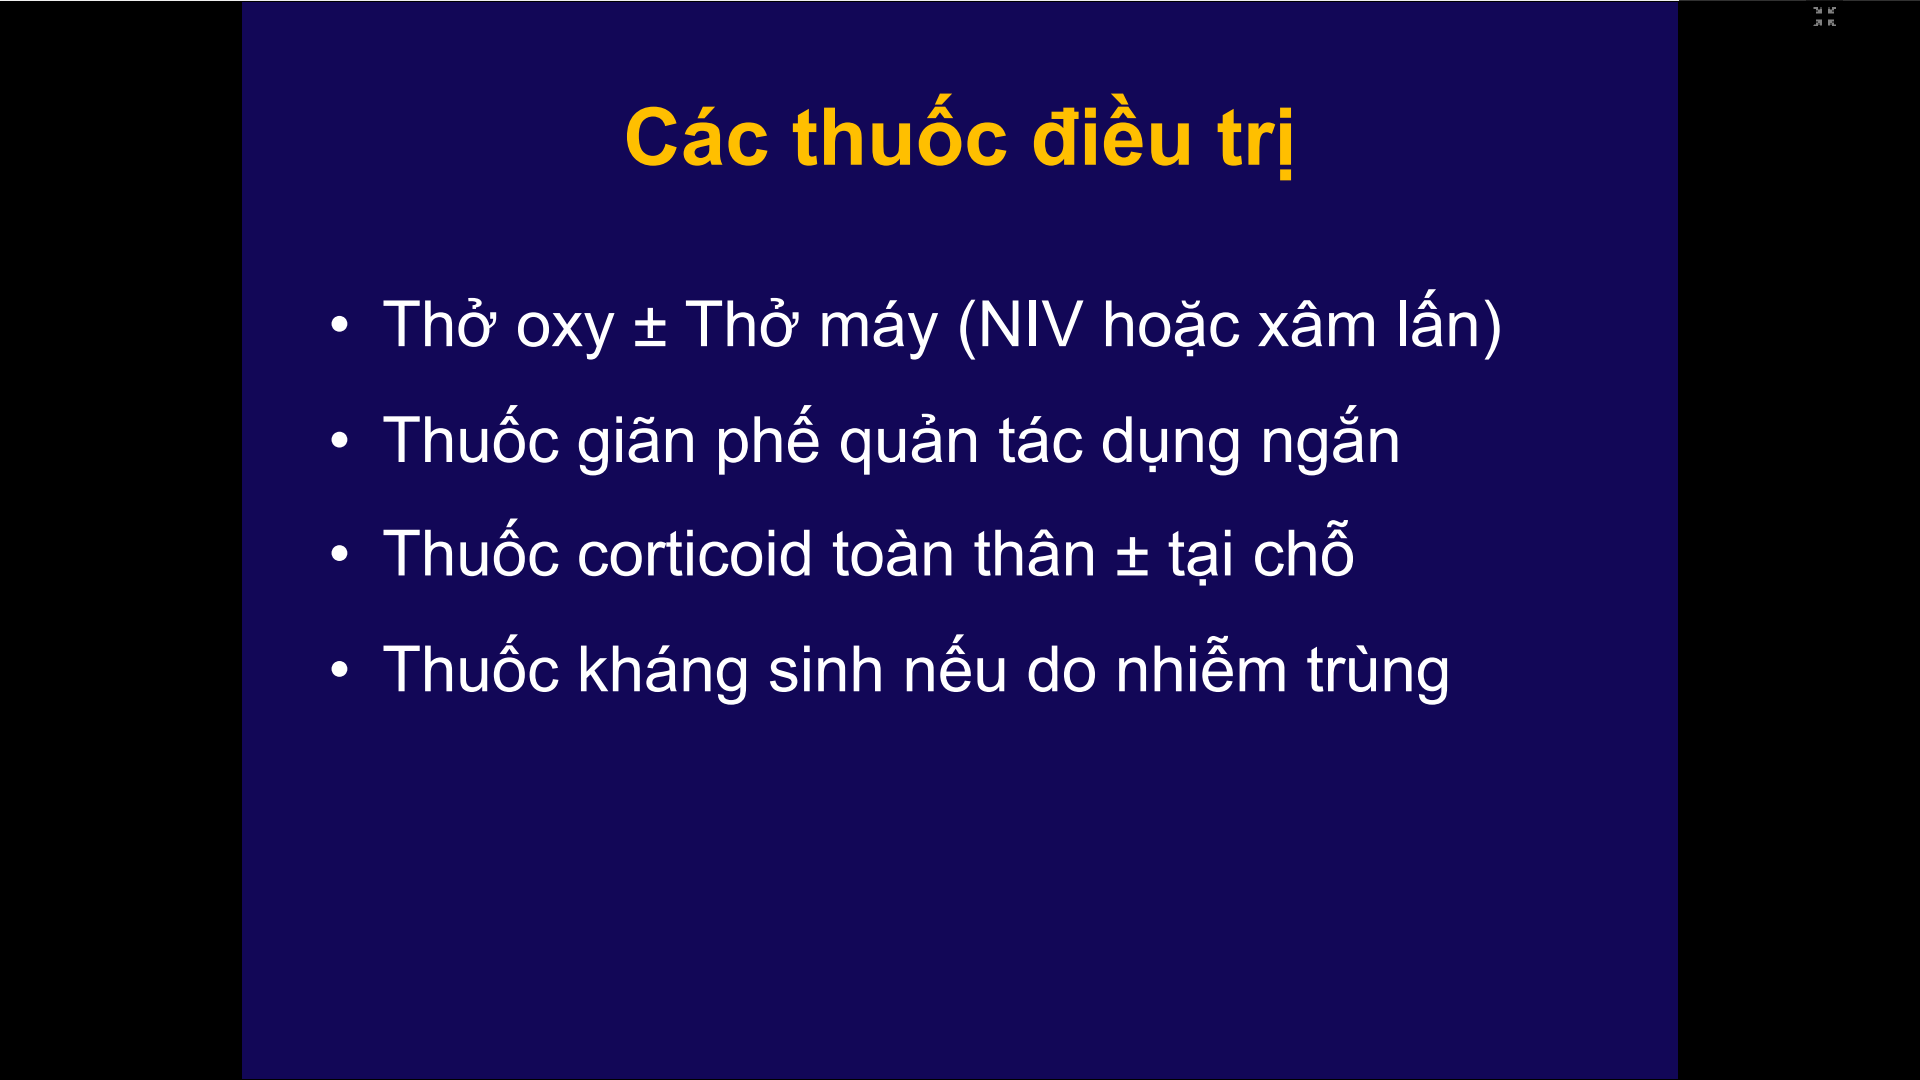 Các thuốc điều trị
• Thở oxy ± Thở máy (NIV hoặc xâm lấn)
• Thuốc giãn phế quản tác dụng ngắn
• Thuốc corticoid toàn thân ± tại chỗ
• Thuốc kháng sinh nếu do nhiễm trùng